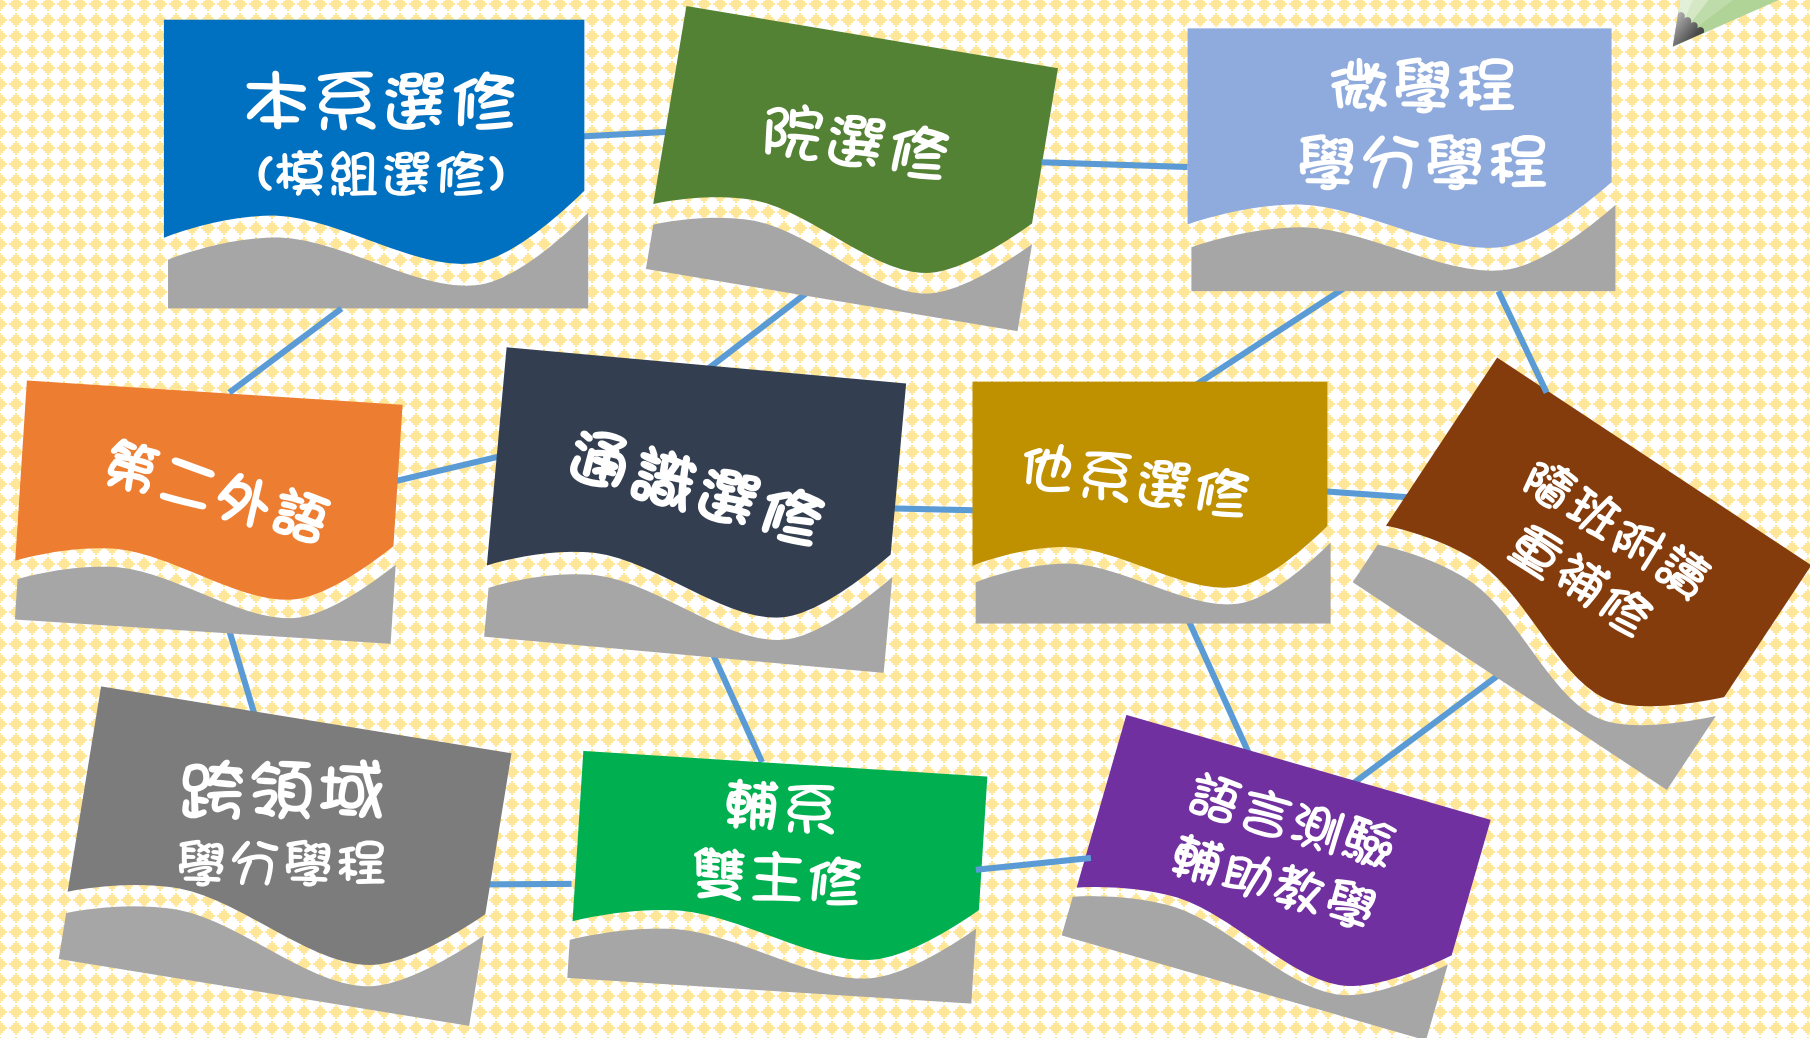 本系選修
(模組選修)
院選修
微學程
學分學程
第二外語
通識選修
他系選修
隨班附讀
重補修
跨領域
學分學程
輔系
雙主修
語言測驗
輔助教學